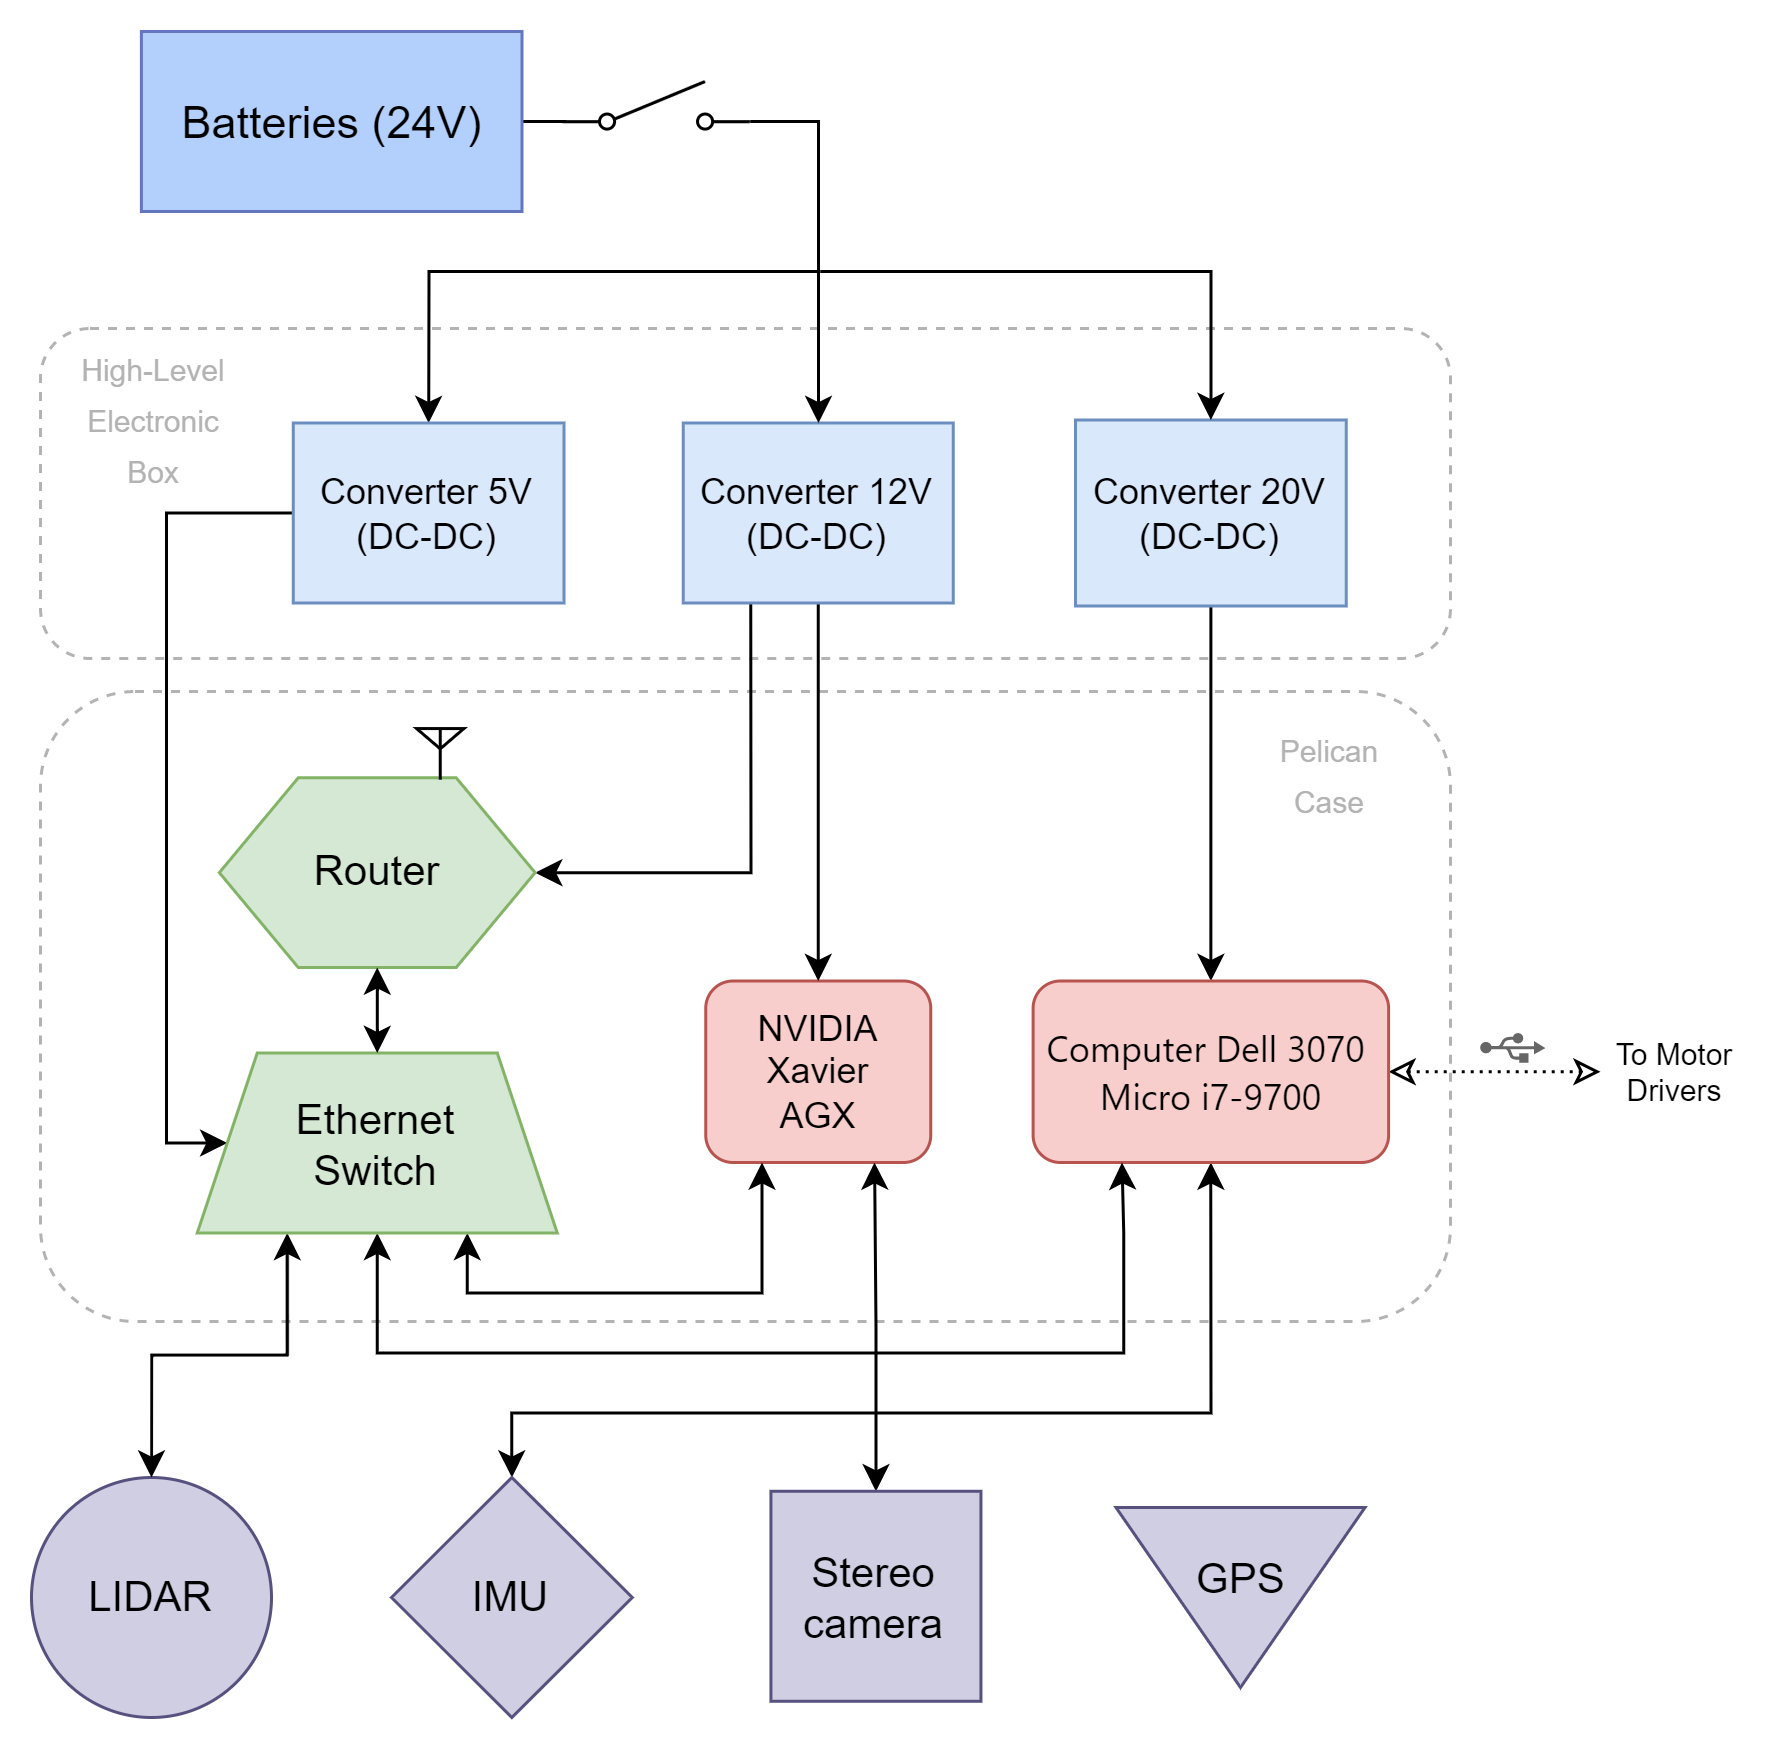 Batteries (24V)
High-Level
Electronic
Box
Converter 5V
(DC-DC)
Converter 12V
(DC-DC)
Converter 20V
(DC-DC)
Pelican
Case
Router
NVIDIA
Xavier
AGX
Computer Dell 3070
Micro i7-9700
To Motor
Drivers
Ethernet
Switch
LIDAR
IMU
Stereo
camera
GPS